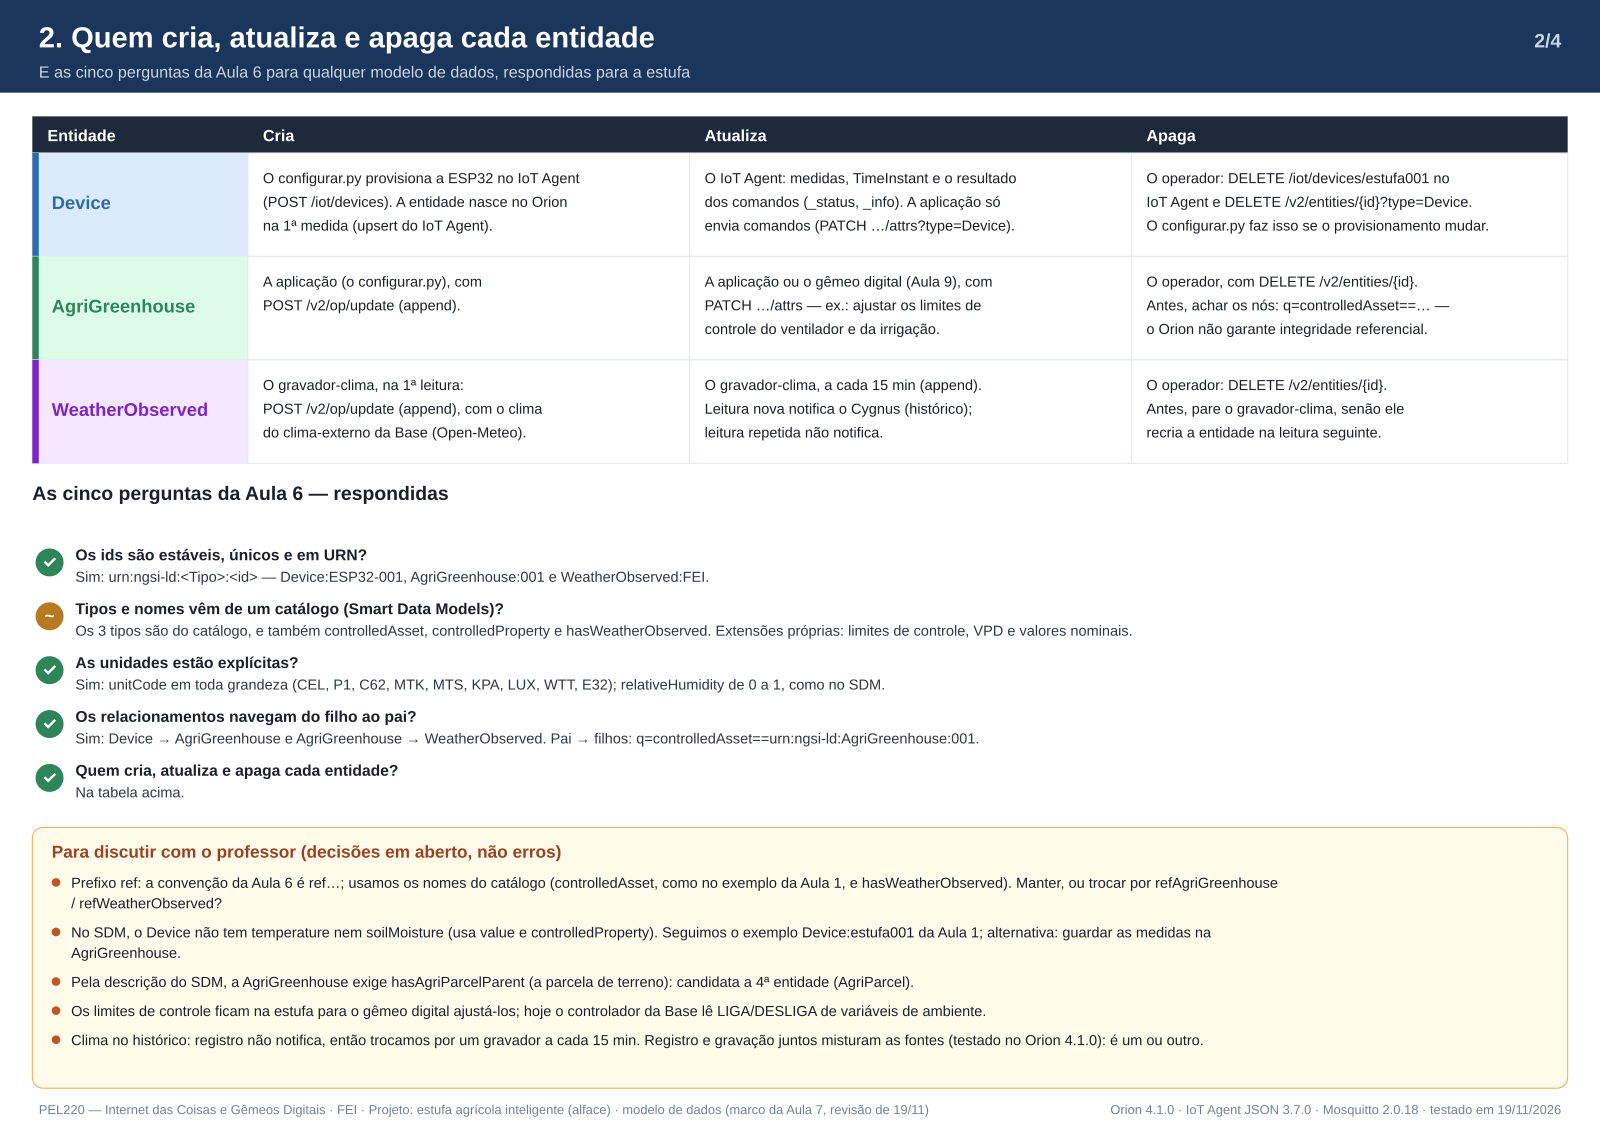 2. Quem cria, atualiza e apaga cada entidade
2/4
E as cinco perguntas da Aula 6 para qualquer modelo de dados, respondidas para a estufa
Entidade
Cria
Atualiza
Apaga
Device
O configurar.py provisiona a ESP32 no IoT Agent
(POST /iot/devices). A entidade nasce no Orion
na 1ª medida (upsert do IoT Agent).
O IoT Agent: medidas, TimeInstant e o resultado
dos comandos (_status, _info). A aplicação só
envia comandos (PATCH …/attrs?type=Device).
O operador: DELETE /iot/devices/estufa001 no
IoT Agent e DELETE /v2/entities/{id}?type=Device.
O configurar.py faz isso se o provisionamento mudar.
AgriGreenhouse
A aplicação (o configurar.py), com
POST /v2/op/update (append).
A aplicação ou o gêmeo digital (Aula 9), com
PATCH …/attrs — ex.: ajustar os limites de
controle do ventilador e da irrigação.
O operador, com DELETE /v2/entities/{id}.
Antes, achar os nós: q=controlledAsset==… —
o Orion não garante integridade referencial.
WeatherObserved
O gravador-clima, na 1ª leitura:
POST /v2/op/update (append), com o clima
do clima-externo da Base (Open-Meteo).
O gravador-clima, a cada 15 min (append).
Leitura nova notifica o Cygnus (histórico);
leitura repetida não notifica.
O operador: DELETE /v2/entities/{id}.
Antes, pare o gravador-clima, senão ele
recria a entidade na leitura seguinte.
As cinco perguntas da Aula 6 — respondidas
Os ids são estáveis, únicos e em URN?
Sim: urn:ngsi-ld:<Tipo>:<id> — Device:ESP32-001, AgriGreenhouse:001 e WeatherObserved:FEI.
~
Tipos e nomes vêm de um catálogo (Smart Data Models)?
Os 3 tipos são do catálogo, e também controlledAsset, controlledProperty e hasWeatherObserved. Extensões próprias: limites de controle, VPD e valores nominais.
As unidades estão explícitas?
Sim: unitCode em toda grandeza (CEL, P1, C62, MTK, MTS, KPA, LUX, WTT, E32); relativeHumidity de 0 a 1, como no SDM.
Os relacionamentos navegam do filho ao pai?
Sim: Device → AgriGreenhouse e AgriGreenhouse → WeatherObserved. Pai → filhos: q=controlledAsset==urn:ngsi-ld:AgriGreenhouse:001.
Quem cria, atualiza e apaga cada entidade?
Na tabela acima.
Para discutir com o professor (decisões em aberto, não erros)
Prefixo ref: a convenção da Aula 6 é ref…; usamos os nomes do catálogo (controlledAsset, como no exemplo da Aula 1, e hasWeatherObserved). Manter, ou trocar por refAgriGreenhouse
/ refWeatherObserved?
No SDM, o Device não tem temperature nem soilMoisture (usa value e controlledProperty). Seguimos o exemplo Device:estufa001 da Aula 1; alternativa: guardar as medidas na
AgriGreenhouse.
Pela descrição do SDM, a AgriGreenhouse exige hasAgriParcelParent (a parcela de terreno): candidata a 4ª entidade (AgriParcel).
Os limites de controle ficam na estufa para o gêmeo digital ajustá-los; hoje o controlador da Base lê LIGA/DESLIGA de variáveis de ambiente.
Clima no histórico: registro não notifica, então trocamos por um gravador a cada 15 min. Registro e gravação juntos misturam as fontes (testado no Orion 4.1.0): é um ou outro.
PEL220 — Internet das Coisas e Gêmeos Digitais · FEI · Projeto: estufa agrícola inteligente (alface) · modelo de dados (marco da Aula 7, revisão de 19/11)
Orion 4.1.0 · IoT Agent JSON 3.7.0 · Mosquitto 2.0.18 · testado em 19/11/2026